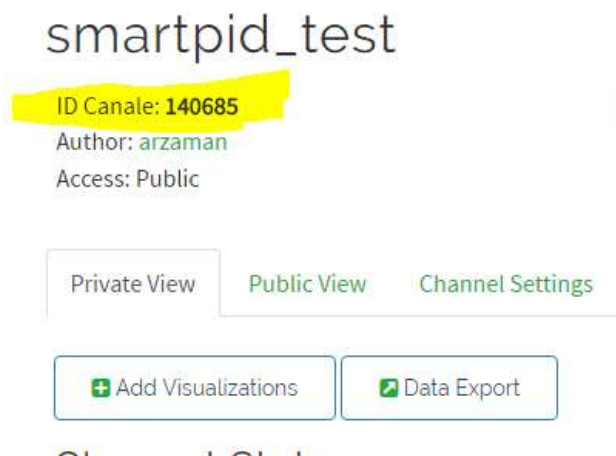 smartpid_test
ID Canale: 140685
Author: arzaman
Access: Public
Private View Public View Channel Settings
Add Visualizations Data Export